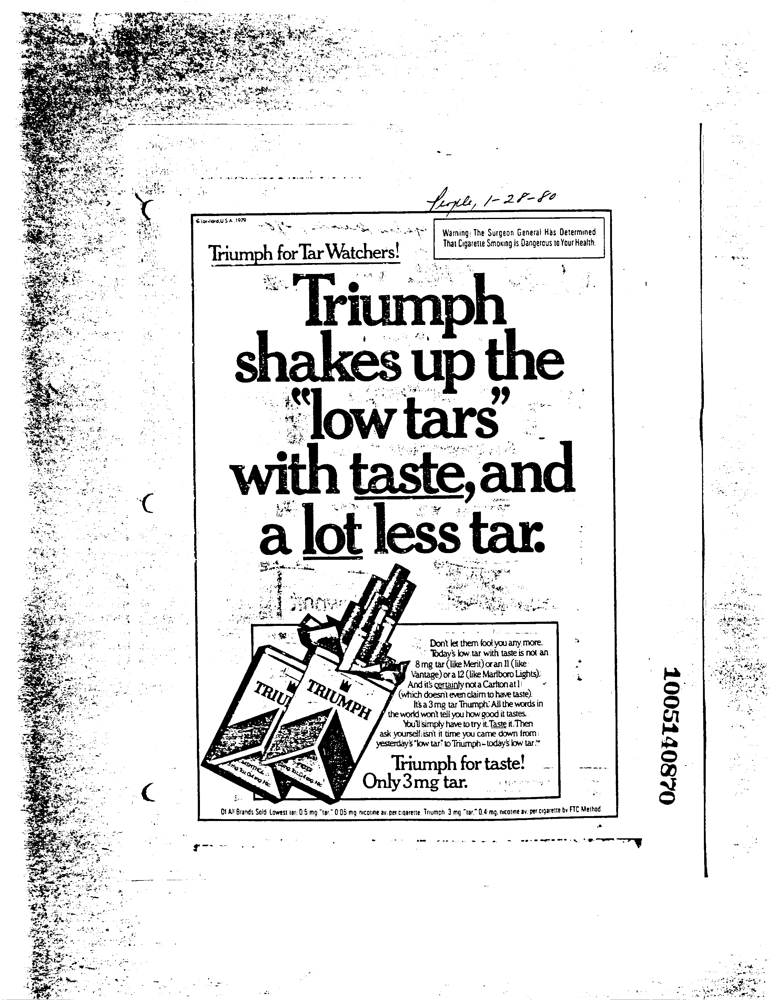 People, 1-28-80
© Lorillard, U.S.A. 1979
Warning: The Surgeon General Has Determined
That Cigarette Smoking Is Dangerous to Your Health.
Triumph for Tar Watchers!
Triumph
shakes up the
“low tars”
with taste, and
a lot less tar.
Don't let them fool you any more.
Today's low tar with taste is not an
8 mg tar (like Merit) or an 11 (like
Vantage) or a 12 (like Marlboro Lights).
And it's certainly not a Carlton at 1
(which doesn't even claim to have taste).
It's a 3 mg tar Triumph. All the words in
the world won't tell you how good it tastes.
You'll simply have to try it. Taste it. Then
ask yourself: isn't it time you came down from
yesterday's "low tar" to Triumph–today's low tar.™
Triumph for taste!
Only 3 mg tar.
TRIU
TRIUMPH
MENTHOL
Of All Brands Sold: Lowest tar: 0.5 mg "tar," 0.05 mg nicotine av. per cigarette. Triumph: 3 mg "tar," 0.4 mg. nicotine av. per cigarette by FTC Method.
1005140870